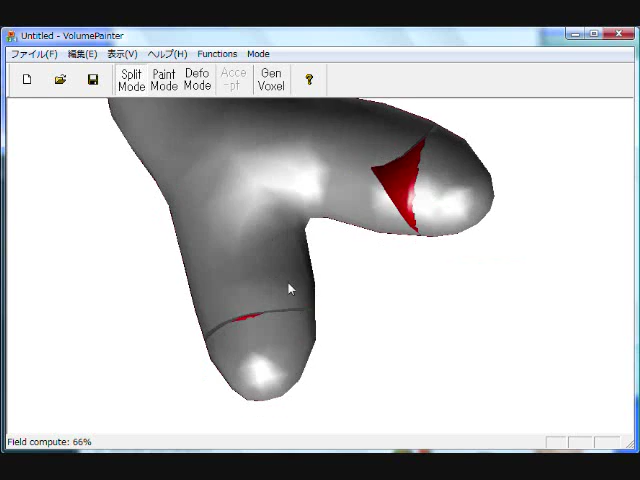 Untitled - VolumePainter
ファイル(F) 編集(E) 表示(V) ヘルプ(H) Functions Mode
Split Mode Paint Mode Defo Mode Acce -pt Gen Voxel ?
Field compute: 66%